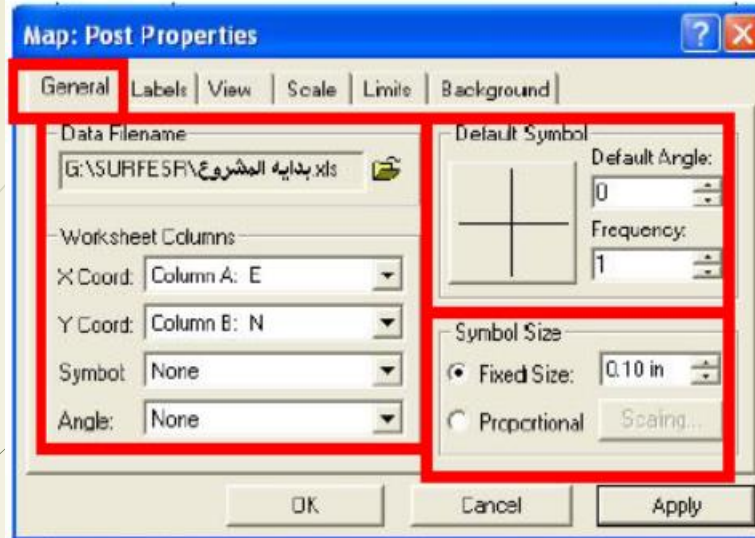 Map: Post Properties
General Labels View Scale Limits Background
Data Filename
G:\SURFESR\بدايه المشروع.xls
Worksheet Columns
X Coord: Column A: E
Y Coord: Column B: N
Symbol: None
Angle: None
Default Symbol
Default Angle:
0
Frequency:
1
Symbol Size
Fixed Size: 0.10 in
Proportional Scaling...
OK Cancel Apply